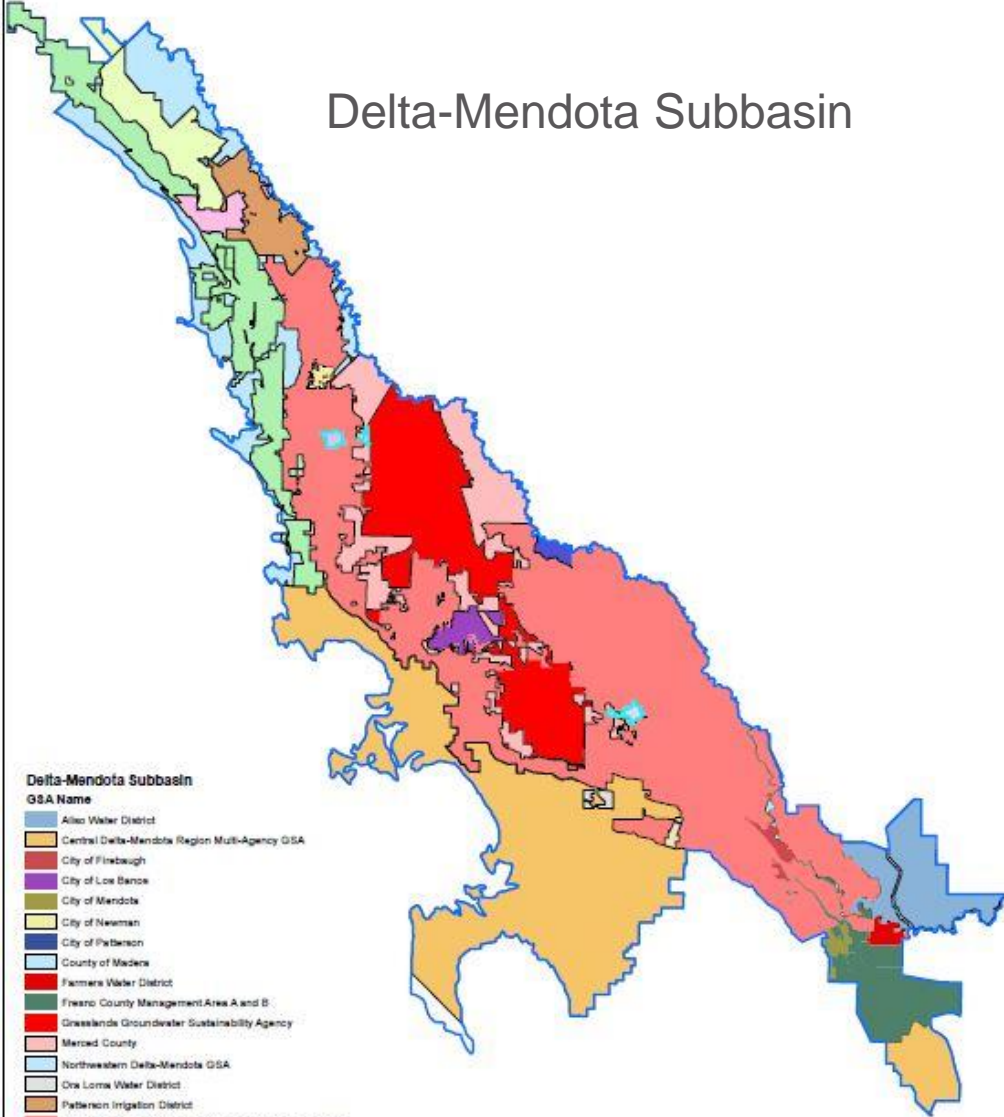 Delta-Mendota Subbasin
Delta-Mendota Subbasin
GSA Name
Aliso Water District
Central Delta-Mendota Region Multi-Agency GSA
City of Firebaugh
City of Los Banos
City of Mendota
City of Newman
City of Patterson
County of Madera
Farmers Water District
Fresno County Management Area A and B
Grasslands Groundwater Sustainability Agency
Merced County
Northwestern Delta-Mendota GSA
Oro Loma Water District
Patterson Irrigation District